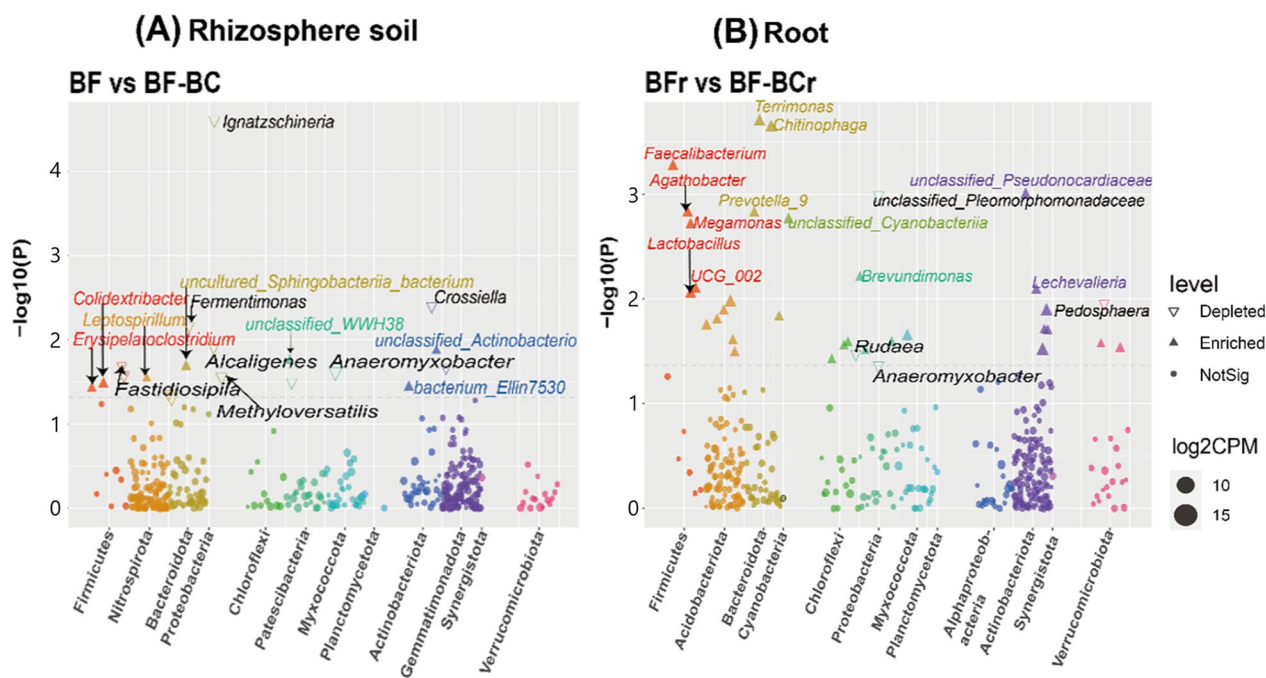 (A) Rhizosphere soil
BF vs BF-BC
−log10(P)
4
3
2
1
0
Ignatzschineria
uncultured_Sphingobacteriia_bacterium
Colidextribacter
Fermentimonas
Crossiella
Leptospirillum
unclassified_WWH38
Erysipelatoclostridium
unclassified_Actinobacterio
Alcaligenes
Anaeromyxobacter
Fastidiosipila
bacterium_Ellin7530
Methyloversatilis
Firmicutes
Nitrospirota
Bacteroidota
Proteobacteria
Chloroflexi
Patescibacteria
Myxococcota
Planctomycetota
Actinobacteriota
Gemmatimonadota
Synergistota
Verrucomicrobiota
(B) Root
BFr vs BF-BCr
−log10(P)
3
2
1
0
Terrimonas
Chitinophaga
Faecalibacterium
Agathobacter
unclassified_Pseudonocardiaceae
Prevotella_9
unclassified_Pleomorphomonadaceae
Megamonas
unclassified_Cyanobacteriia
Lactobacillus
UCG_002
Brevundimonas
Lechevalieria
Pedosphaera
Rudaea
Anaeromyxobacter
Firmicutes
Acidobacteriota
Bacteroidota
Cyanobacteria
Chloroflexi
Proteobacteria
Myxococcota
Planctomycetota
Alphaproteob-
acteria
Actinobacteriota
Synergistota
Verrucomicrobiota
level
Depleted
Enriched
NotSig
log2CPM
10
15